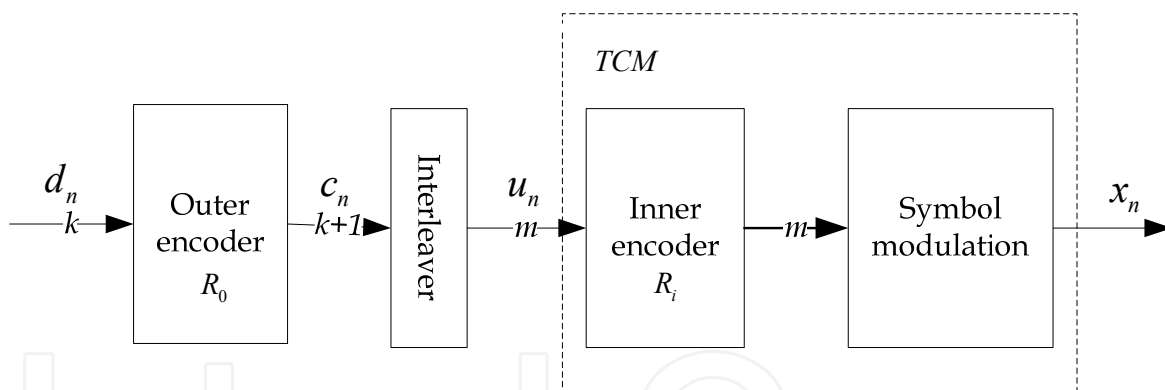 TCM
d_n
k
Outer
encoder
R_0
c_n
k+1
Interleaver
u_n
m
Inner
encoder
R_i
m
Symbol
modulation
x_n